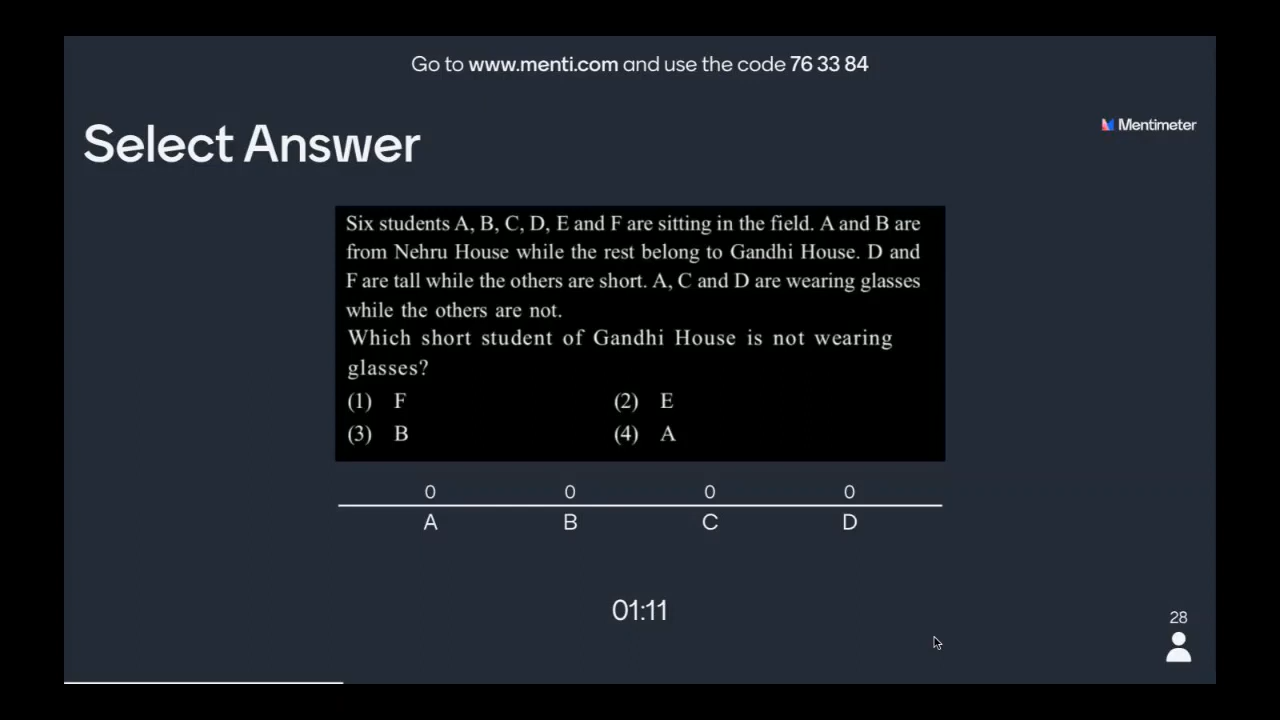 Go to www.menti.com and use the code 76 33 84
Select Answer
Mentimeter
Six students A, B, C, D, E and F are sitting in the field. A and B are
from Nehru House while the rest belong to Gandhi House. D and
F are tall while the others are short. A, C and D are wearing glasses
while the others are not.
Which short student of Gandhi House is not wearing
glasses?
(1) F (2) E
(3) B (4) A
0 0 0 0
A B C D
01:11
28